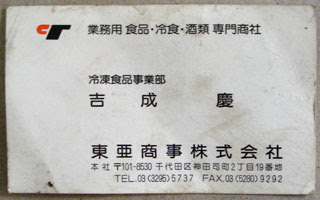 業務用 食品・冷食・酒類 専門商社
冷凍食品事業部
吉成 慶
東亜商事株式会社
本社 〒101-8530 千代田区神田司町2丁目19番地
TEL.03(3295)5737 FAX.03(5280)9292